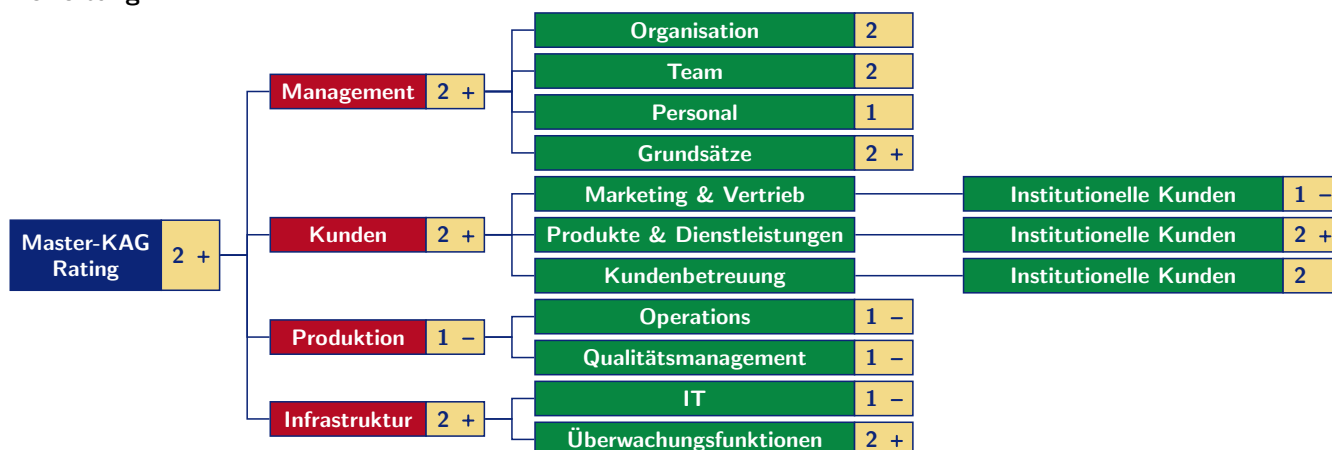 Organisation 2
Team 2
Management 2 +
Personal 1
Grundsätze 2 +
Marketing & Vertrieb Institutionelle Kunden 1 –
Master-KAG
Rating 2 +
Kunden 2 +
Produkte & Dienstleistungen Institutionelle Kunden 2 +
Kundenbetreuung Institutionelle Kunden 2
Operations 1 –
Produktion 1 –
Qualitätsmanagement 1 –
IT 1 –
Infrastruktur 2 +
Überwachungsfunktionen 2 +